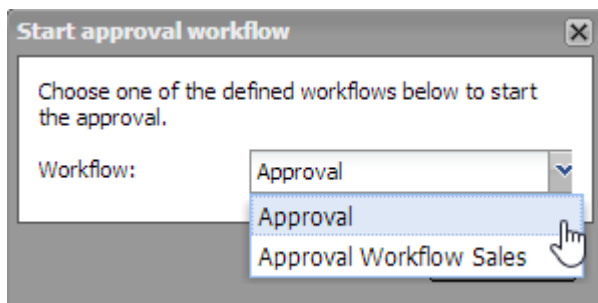 Start approval workflow
Choose one of the defined workflows below to start
the approval.
Workflow: Approval
Approval
Approval Workflow Sales